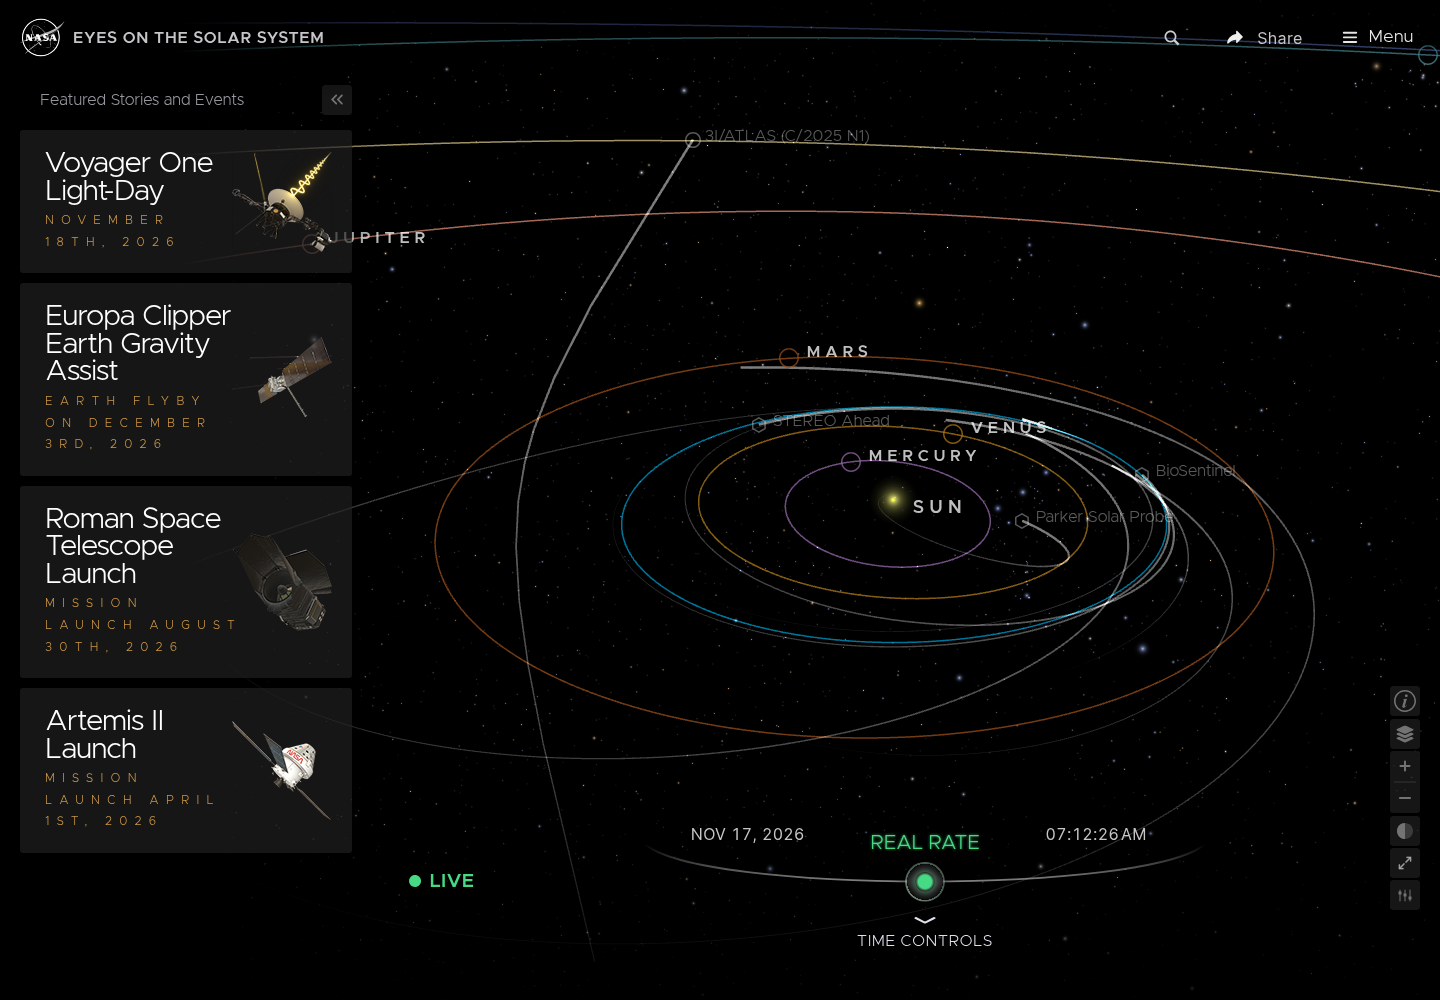 NASA
EYES ON THE SOLAR SYSTEM
Share
Menu
Featured Stories and Events
Voyager One
Light-Day
NOVEMBER
18TH, 2026
Europa Clipper
Earth Gravity
Assist
EARTH FLYBY
ON DECEMBER
3RD, 2026
Roman Space
Telescope
Launch
MISSION
LAUNCH AUGUST
30TH, 2026
Artemis II
Launch
MISSION
LAUNCH APRIL
1ST, 2026
3I/ATLAS (C/2025 N1)
JUPITER
MARS
STEREO Ahead
VENUS
MERCURY
BioSentinel
SUN
Parker Solar Probe
NOV 17, 2026
REAL RATE
07:12:26AM
LIVE
TIME CONTROLS